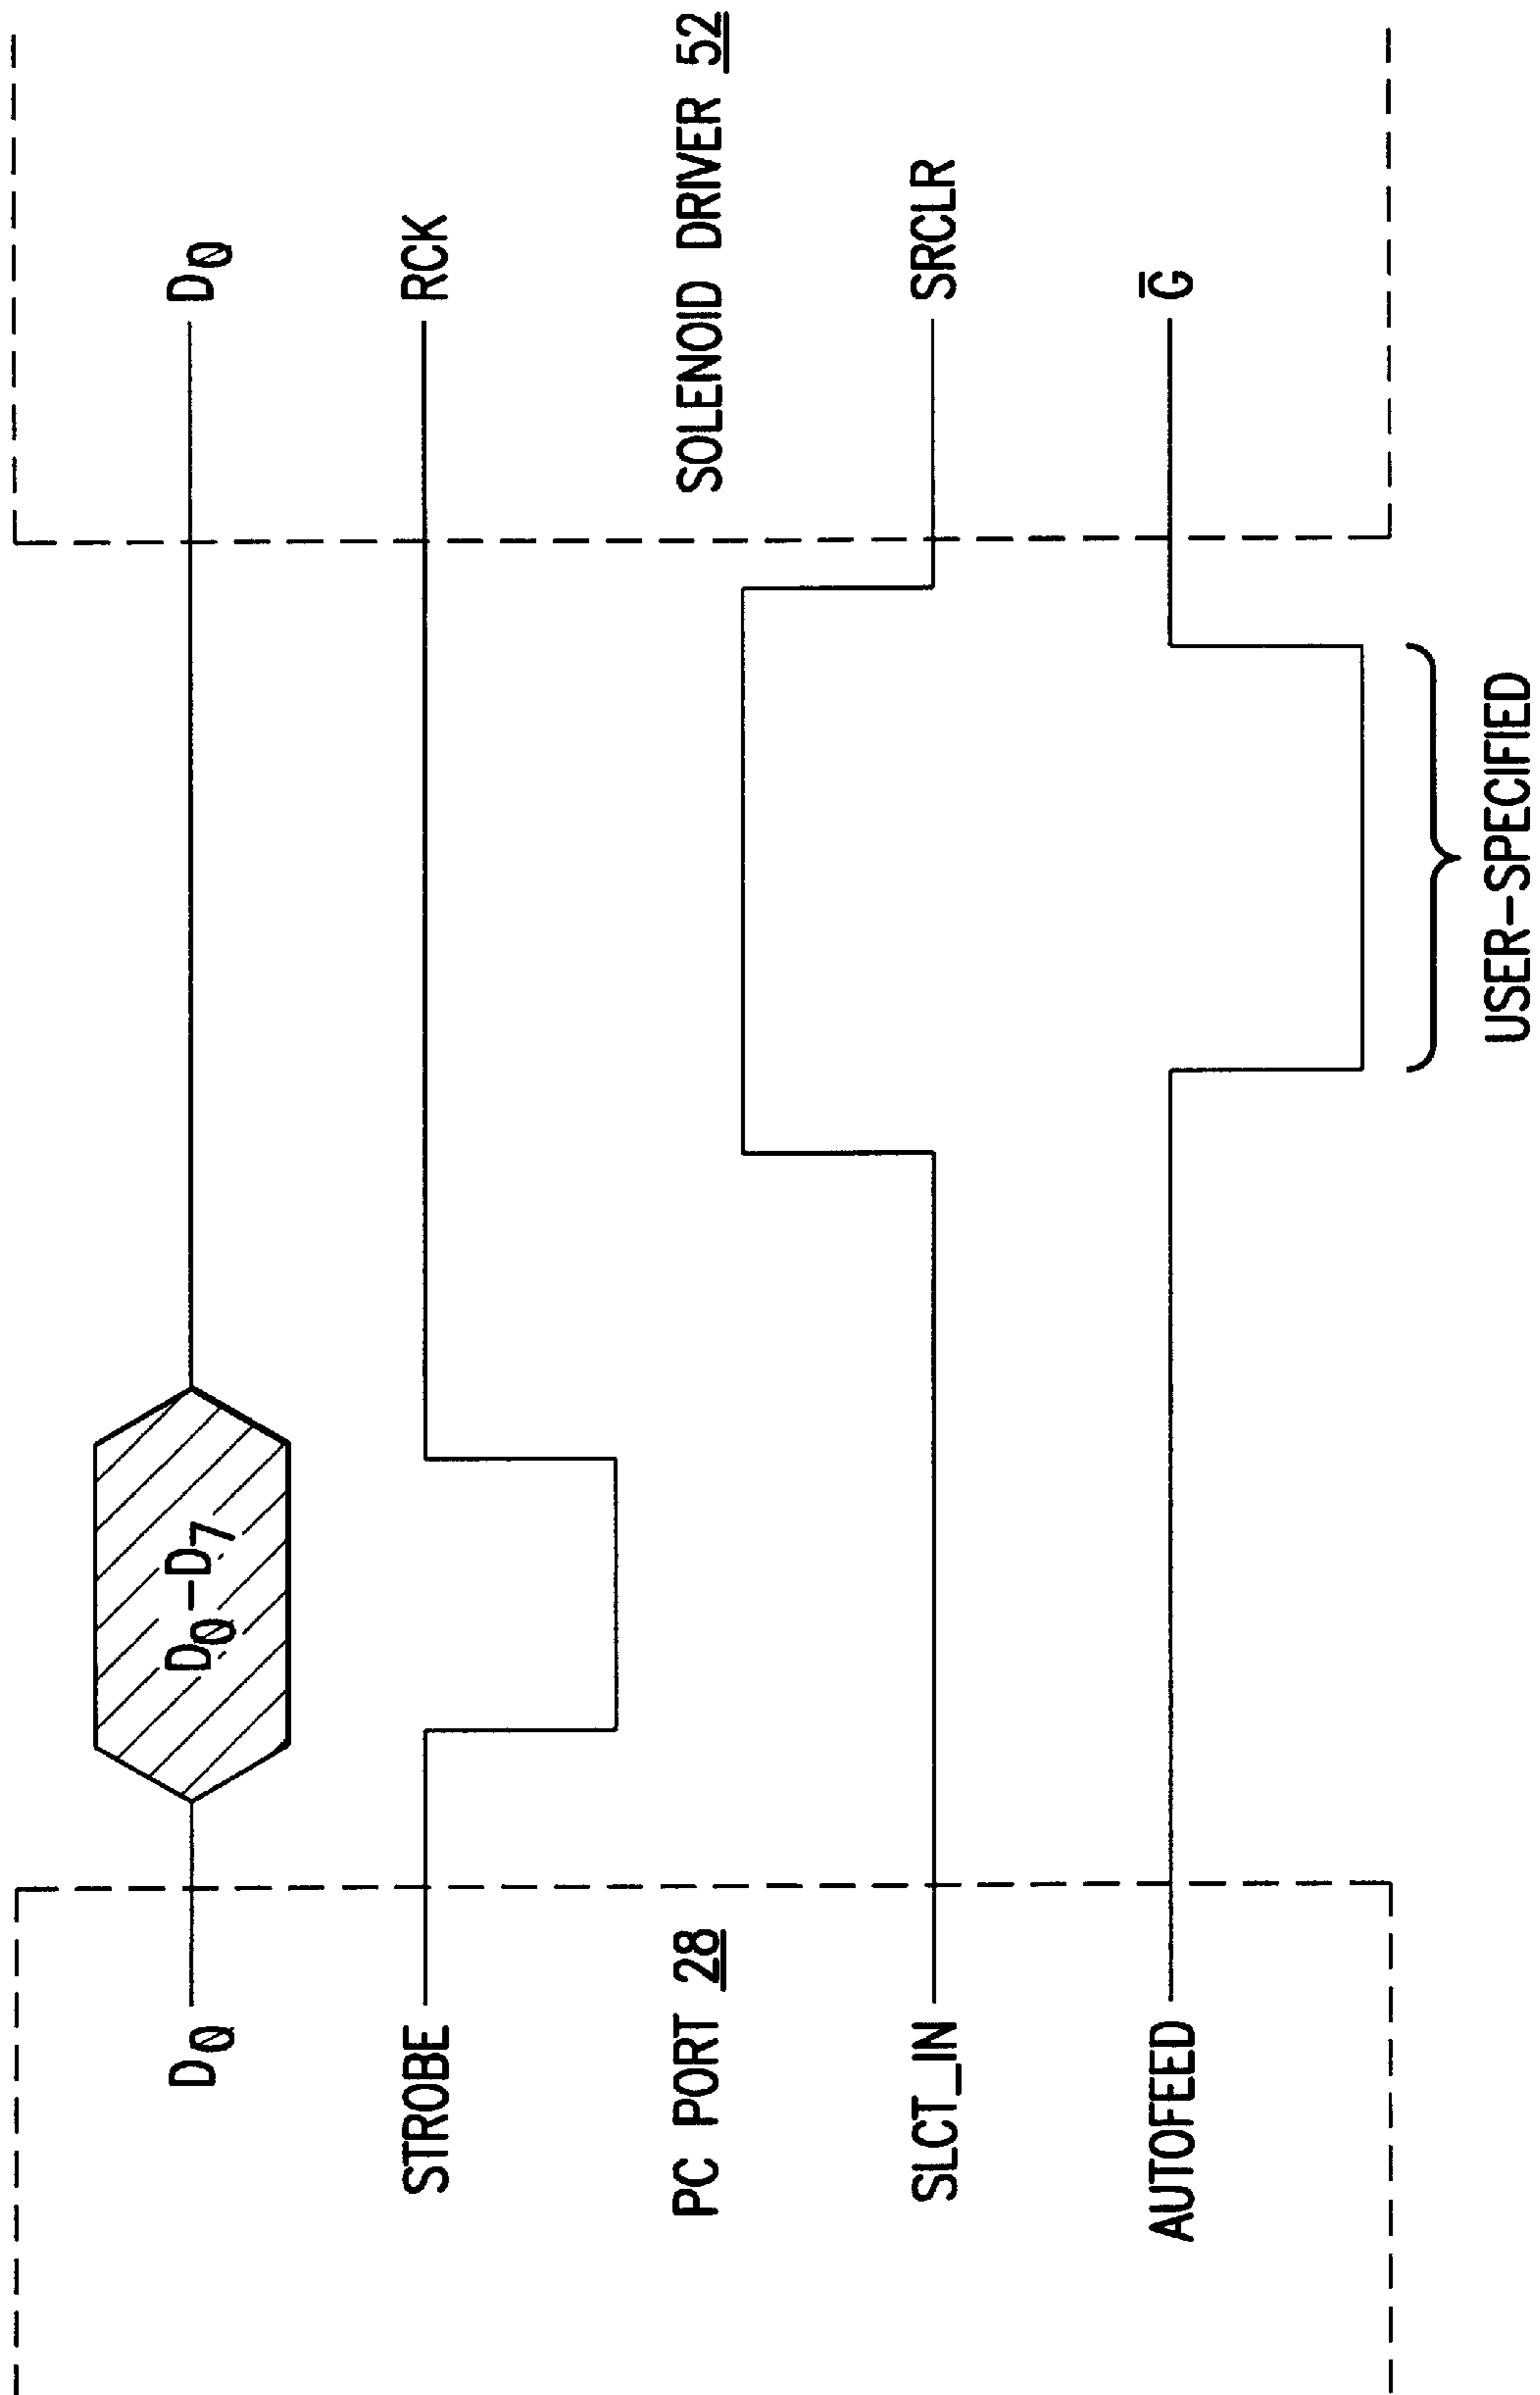 DØ
DØ-D7
DØ
STROBE
RCK
PC PORT 28
SOLENOID DRIVER 52
SLCT_IN
SRCLR
AUTOFEED
G̅
USER-SPECIFIED